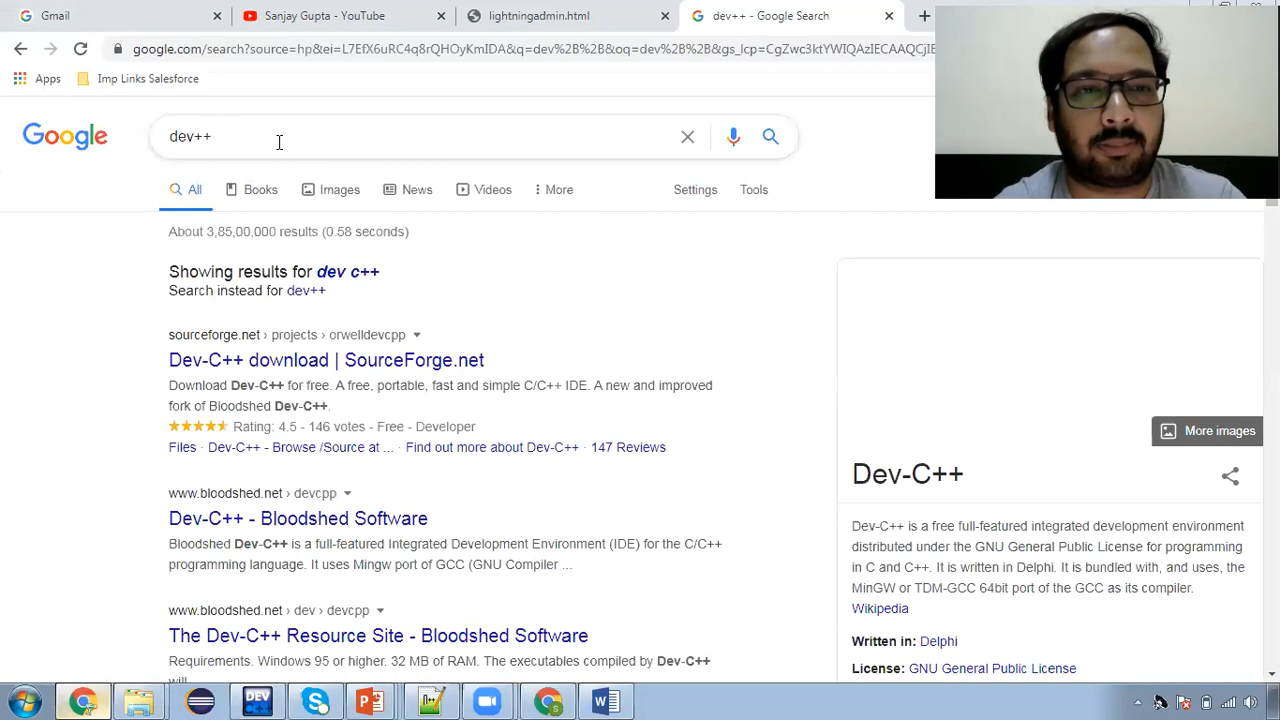 Gmail
Sanjay Gupta - YouTube
lightningadmin.html
dev++ - Google Search
google.com/search?source=hp&ei=L7EfX6uRC4q8rQHOyKmIDA&q=dev%2B%2B&oq=dev%2B%2B&gs_lcp=CgZwc3ktYWIQAzIECAAQCjIE
Apps
Imp Links Salesforce
Google
dev++
All
Books
Images
News
Videos
More
Settings
Tools
About 3,85,00,000 results (0.58 seconds)
Showing results for dev c++
Search instead for dev++
sourceforge.net › projects › orwelldevcpp
Dev-C++ download | SourceForge.net
Download Dev-C++ for free. A free, portable, fast and simple C/C++ IDE. A new and improved
fork of Bloodshed Dev-C++.
Rating: 4.5 - 146 votes - Free - Developer
Files · Dev-C++ - Browse /Source at ... · Find out more about Dev-C++ · 147 Reviews
www.bloodshed.net › devcpp
Dev-C++ - Bloodshed Software
Bloodshed Dev-C++ is a full-featured Integrated Development Environment (IDE) for the C/C++
programming language. It uses Mingw port of GCC (GNU Compiler ...
www.bloodshed.net › dev › devcpp
The Dev-C++ Resource Site - Bloodshed Software
Requirements. Windows 95 or higher. 32 MB of RAM. The executables compiled by Dev-C++
will
More images
Dev-C++
Dev-C++ is a free full-featured integrated development environment
distributed under the GNU General Public License for programming
in C and C++. It is written in Delphi. It is bundled with, and uses, the
MinGW or TDM-GCC 64bit port of the GCC as its compiler.
Wikipedia
Written in: Delphi
License: GNU General Public License
DEV
C++